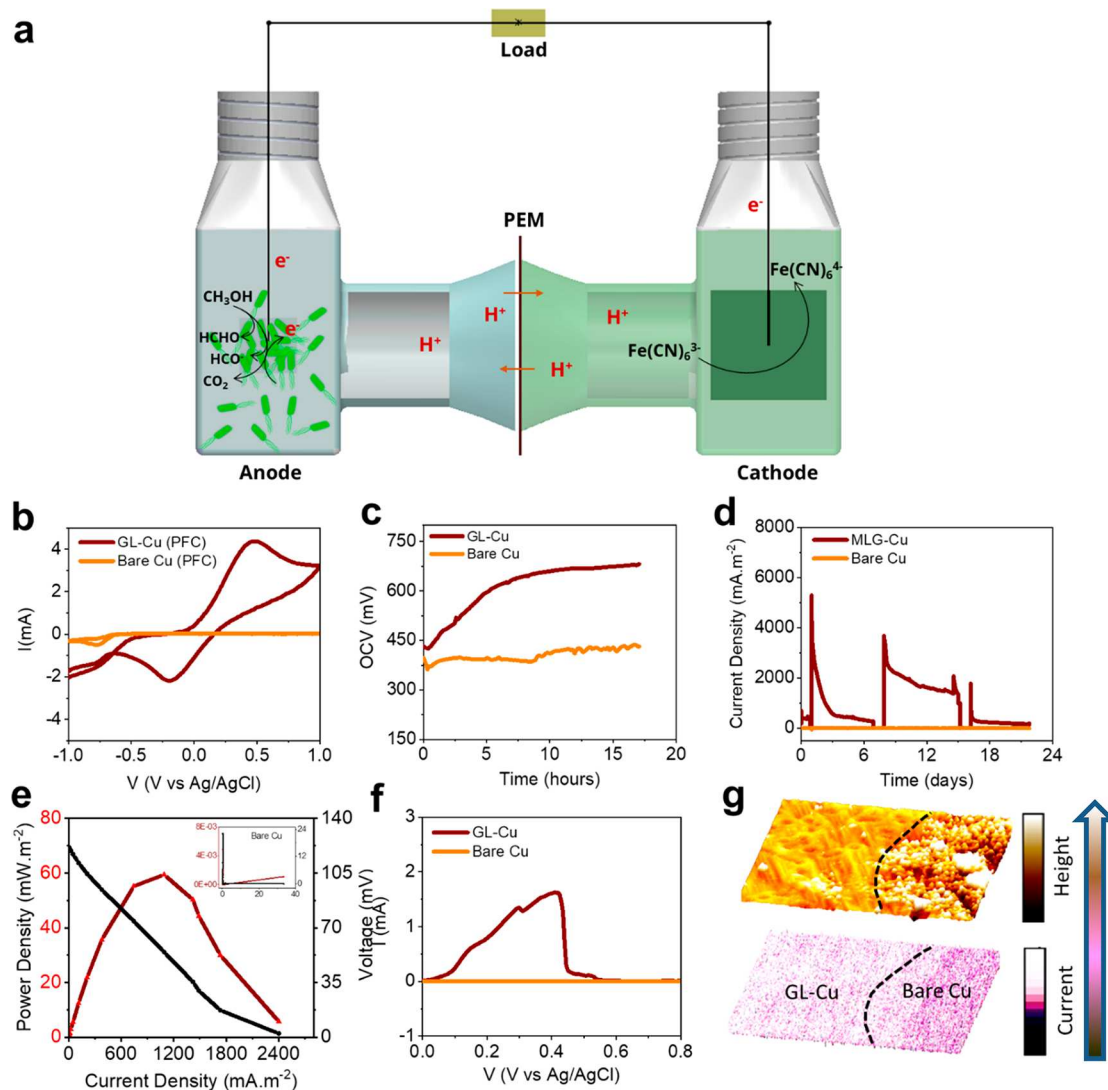 a
Load
PEM
e-
e-
CH3OH
HCHO
e-
HCO-
CO2
H+
H+
H+
H+
Fe(CN)6 4-
Fe(CN)6 3-
Anode
Cathode
b
GL-Cu (PFC)
Bare Cu (PFC)
I(mA)
4
2
0
-2
-4
-1.0
-0.5
0.0
0.5
1.0
V (V vs Ag/AgCl)
c
GL-Cu
Bare Cu
OCV (mV)
750
600
450
300
150
0
5
10
15
20
Time (hours)
d
MLG-Cu
Bare Cu
Current Density (mA.m-2)
8000
6000
4000
2000
0
0
6
12
18
24
Time (days)
e
Power Density (mW.m-2)
80
60
40
20
0
0
600
1200
1800
2400
Current Density (mA.m-2)
140
105
70
35
0
Voltage (mV)
8E-03
4E-03
0E+00
Bare Cu
24
12
0
0
20
40
f
GL-Cu
Bare Cu
I (mA)
3
2
1
0
-1
0.0
0.2
0.4
0.6
0.8
V (V vs Ag/AgCl)
g
Height
GL-Cu
Bare Cu
Current